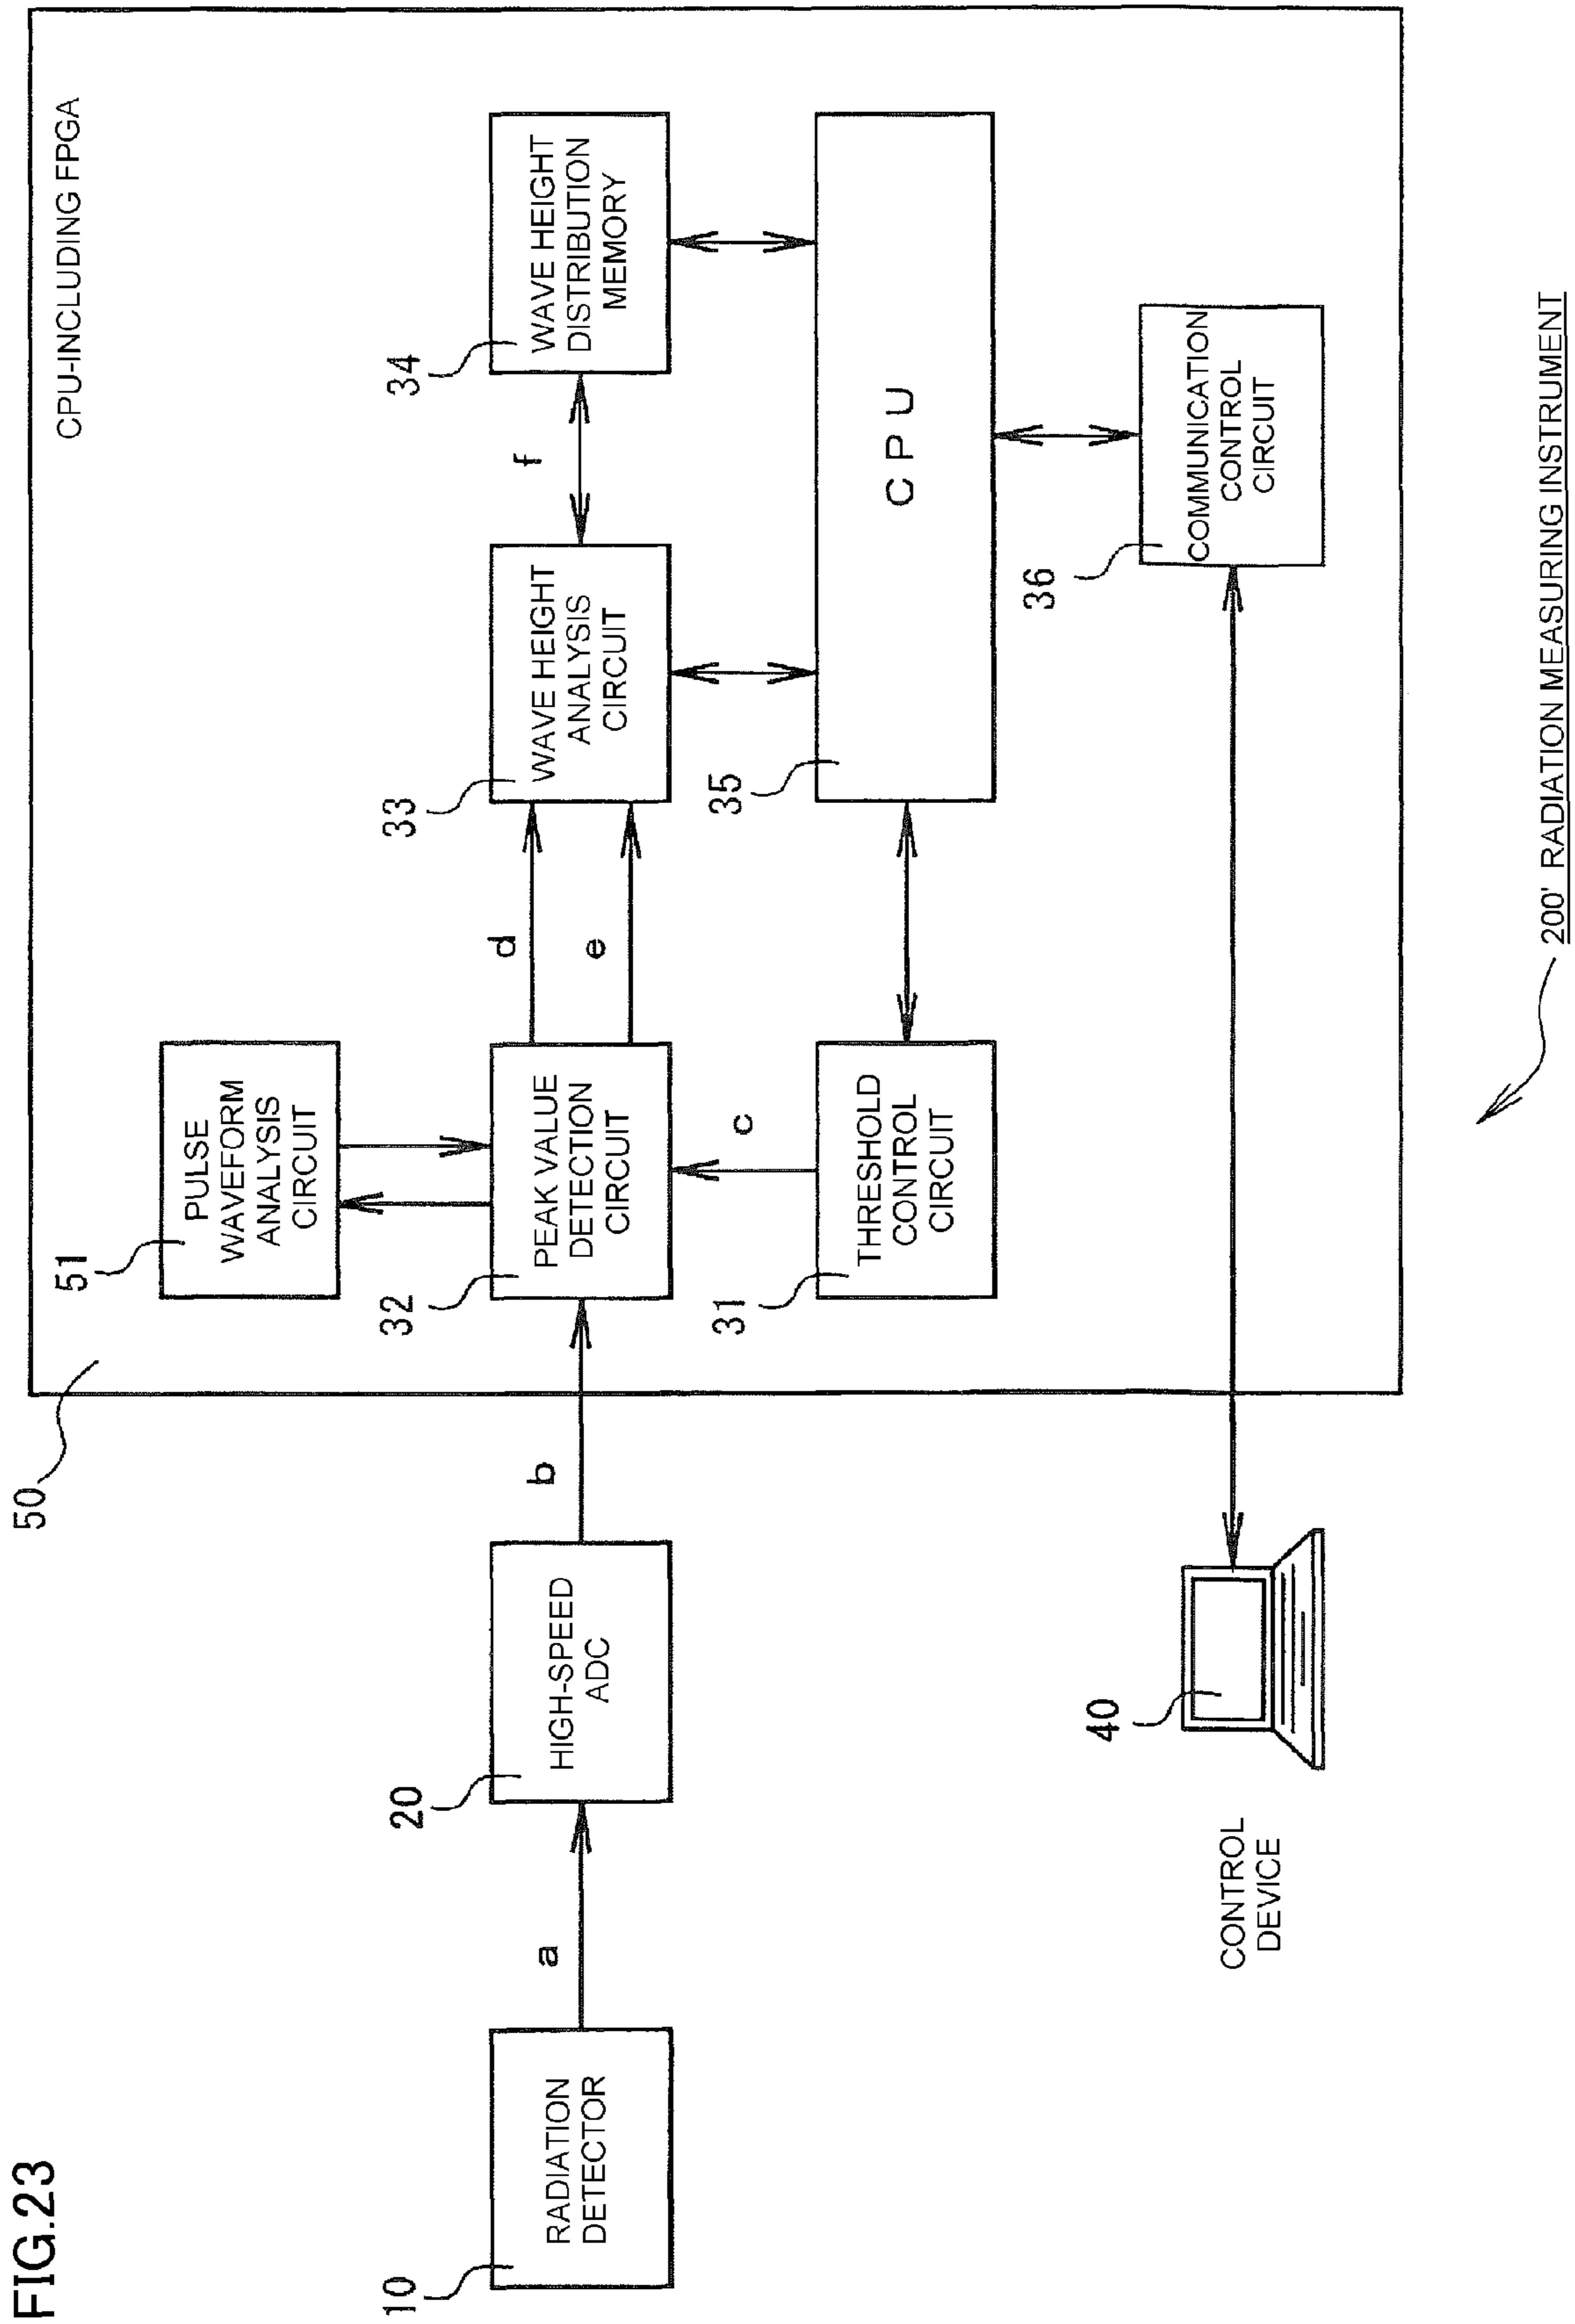 FIG.23
50
CPU-INCLUDING FPGA
51
PULSE
WAVEFORM
ANALYSIS
CIRCUIT
10
RADIATION
DETECTOR
a
20
HIGH-SPEED
ADC
b
32
PEAK VALUE
DETECTION
CIRCUIT
d
e
33
WAVE HEIGHT
ANALYSIS
CIRCUIT
f
34
WAVE HEIGHT
DISTRIBUTION
MEMORY
c
31
THRESHOLD
CONTROL
CIRCUIT
35
CPU
40
CONTROL
DEVICE
36
COMMUNICATION
CONTROL
CIRCUIT
200' RADIATION MEASURING INSTRUMENT